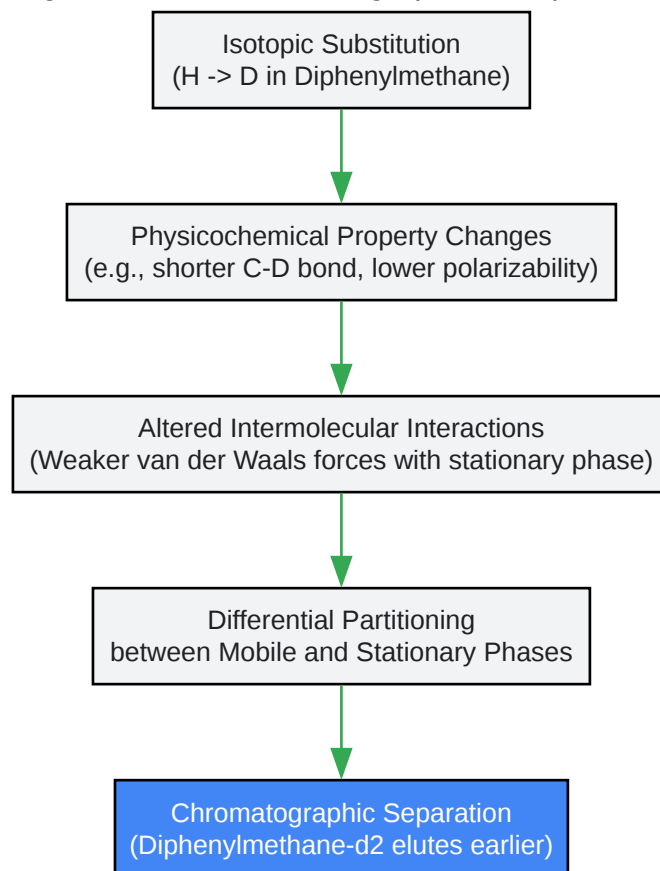 Isotopic Substitution
(H -> D in Diphenylmethane)
Physicochemical Property Changes
(e.g., shorter C-D bond, lower polarizability)
Altered Intermolecular Interactions
(Weaker van der Waals forces with stationary phase)
Differential Partitioning
between Mobile and Stationary Phases
Chromatographic Separation
(Diphenylmethane-d2 elutes earlier)